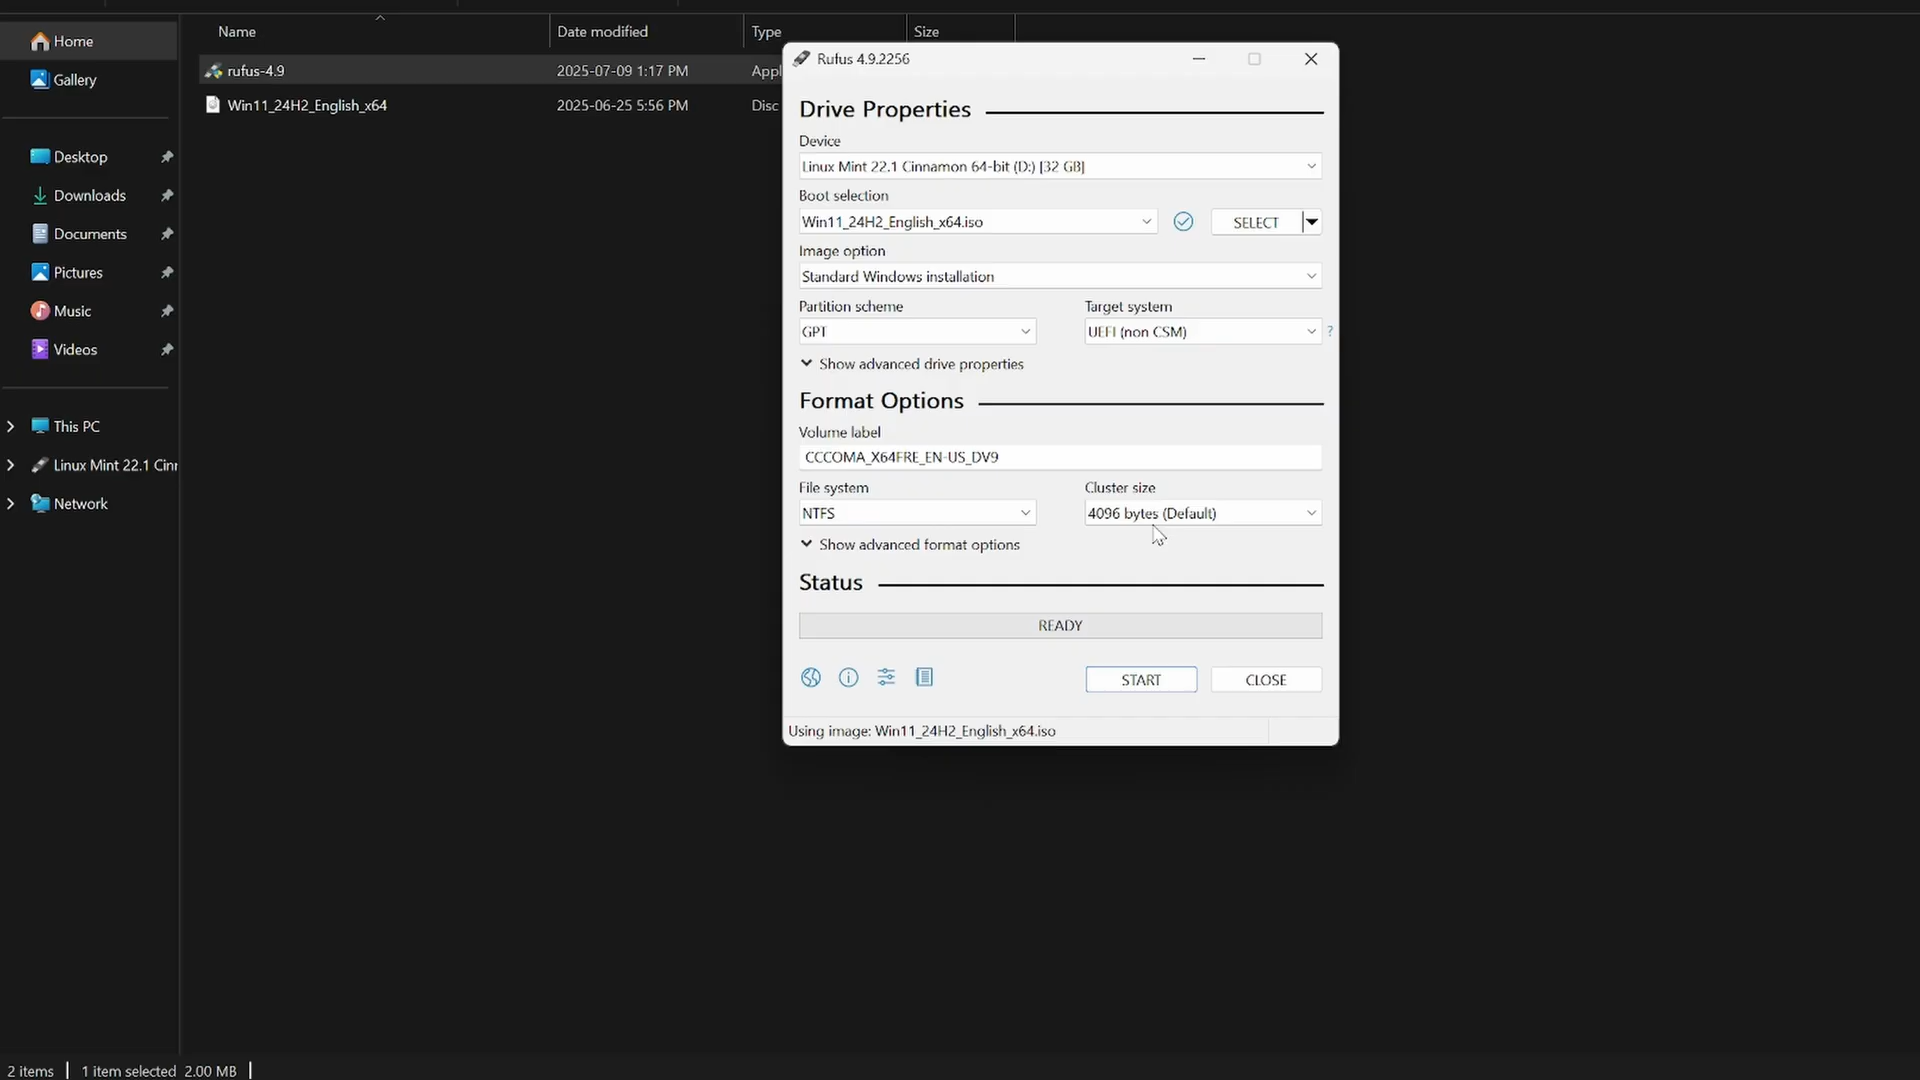 Name
Date modified
Type
Size
Home
Gallery
rufus-4.9
2025-07-09 1:17 PM
Appl
Win11_24H2_English_x64
2025-06-25 5:56 PM
Disc
Desktop
Downloads
Documents
Pictures
Music
Videos
This PC
Linux Mint 22.1 Cinn
Network
Rufus 4.9.2256
Drive Properties
Device
Linux Mint 22.1 Cinnamon 64-bit (D:) [32 GB]
Boot selection
Win11_24H2_English_x64.iso
SELECT
Image option
Standard Windows installation
Partition scheme
Target system
GPT
UEFI (non CSM)
?
Show advanced drive properties
Format Options
Volume label
CCCOMA_X64FRE_EN-US_DV9
File system
Cluster size
NTFS
4096 bytes (Default)
Show advanced format options
Status
READY
START
CLOSE
Using image: Win11_24H2_English_x64.iso
2 items
1 item selected 2.00 MB